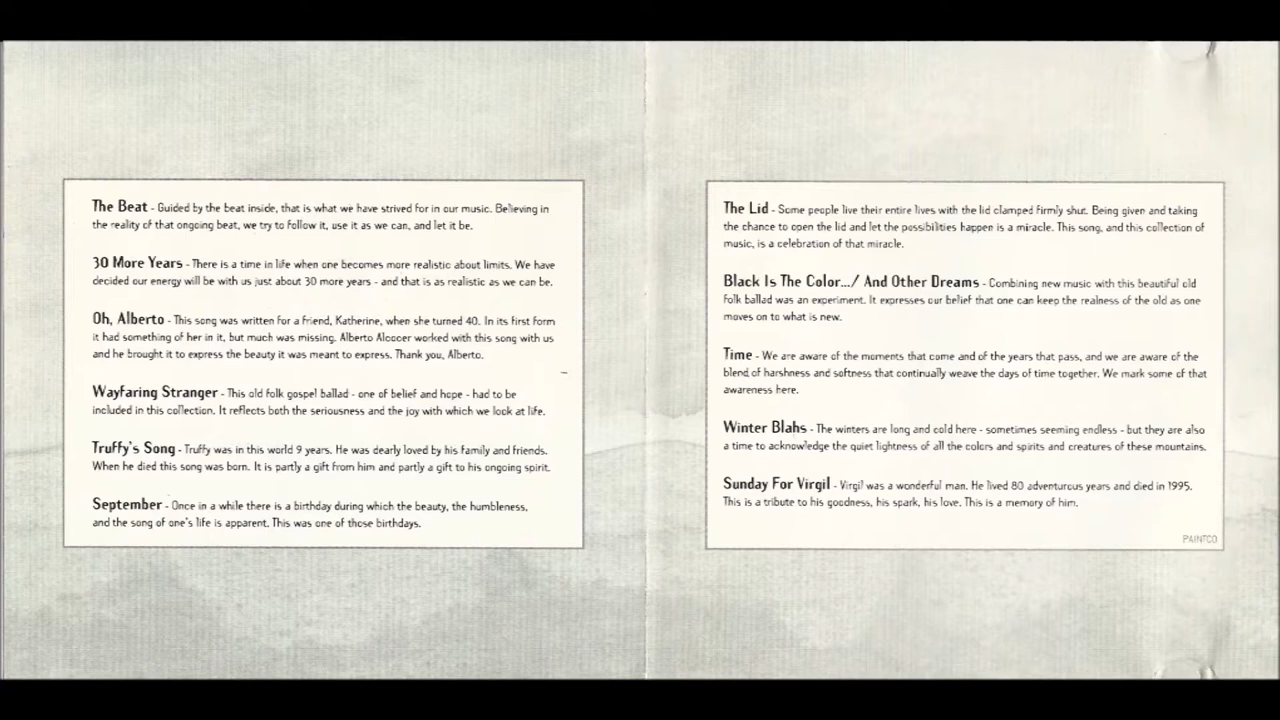 The Beat - Guided by the beat inside, that is what we have strived for in our music. Believing in
the reality of that ongoing beat, we try to follow it, use it as we can, and let it be.
30 More Years - There is a time in life when one becomes more realistic about limits. We have
decided our energy will be with us just about 30 more years - and that is as realistic as we can be.
Oh, Alberto - This song was written for a friend, Katherine, when she turned 40. In its first form
it had something of her in it, but much was missing. Alberto Alcocer worked with this song with us
and he brought it to express the beauty it was meant to express. Thank you, Alberto.
Wayfaring Stranger - This old folk gospel ballad - one of belief and hope - had to be
included in this collection. It reflects both the seriousness and the joy with which we look at life.
Truffy's Song - Truffy was in this world 9 years. He was dearly loved by his family and friends.
When he died this song was born. It is partly a gift from him and partly a gift to his ongoing spirit.
September - Once in a while there is a birthday during which the beauty, the humbleness,
and the song of one's life is apparent. This was one of those birthdays.
The Lid - Some people live their entire lives with the lid clamped firmly shut. Being given and taking
the chance to open the lid and let the possibilities happen is a miracle. This song, and this collection of
music, is a celebration of that miracle.
Black Is The Color.../ And Other Dreams - Combining new music with this beautiful old
folk ballad was an experiment. It expresses our belief that one can keep the realness of the old as one
moves on to what is new.
Time - We are aware of the moments that come and of the years that pass, and we are aware of the
blend of harshness and softness that continually weave the days of time together. We mark some of that
awareness here.
Winter Blahs - The winters are long and cold here - sometimes seeming endless - but they are also
a time to acknowledge the quiet lightness of all the colors and spirits and creatures of these mountains.
Sunday For Virgil - Virgil was a wonderful man. He lived 80 adventurous years and died in 1995.
This is a tribute to his goodness, his spark, his love. This is a memory of him.
PAINTCO